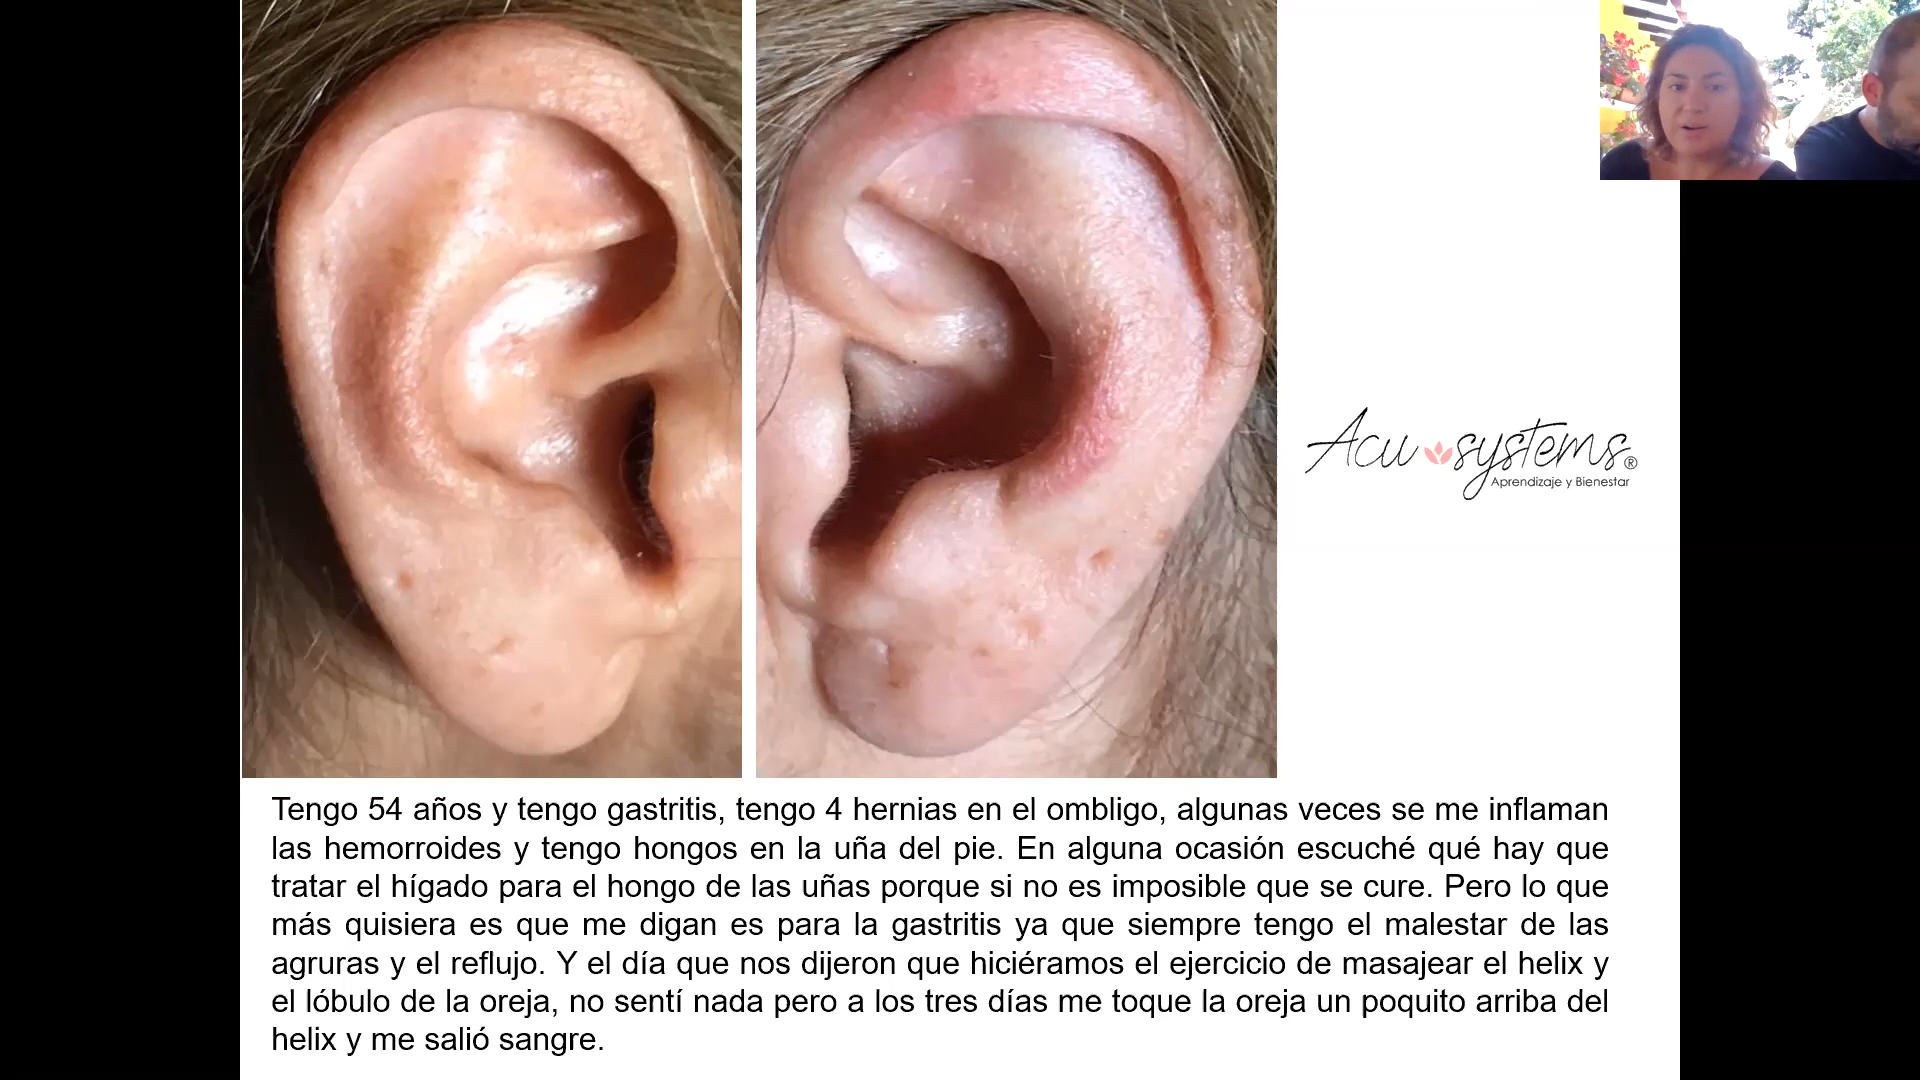 Acu systems®
Aprendizaje y Bienestar
Tengo 54 años y tengo gastritis, tengo 4 hernias en el ombligo, algunas veces se me inflaman
las hemorroides y tengo hongos en la uña del pie. En alguna ocasión escuché qué hay que
tratar el hígado para el hongo de las uñas porque si no es imposible que se cure. Pero lo que
más quisiera es que me digan es para la gastritis ya que siempre tengo el malestar de las
agruras y el reflujo. Y el día que nos dijeron que hiciéramos el ejercicio de masajear el helix y
el lóbulo de la oreja, no sentí nada pero a los tres días me toque la oreja un poquito arriba del
helix y me salió sangre.